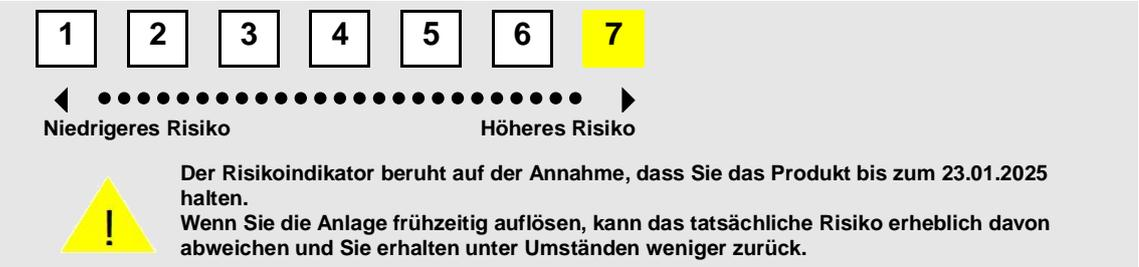 1 2 3 4 5 6 7
Niedrigeres Risiko Höheres Risiko
Der Risikoindikator beruht auf der Annahme, dass Sie das Produkt bis zum 23.01.2025
halten.
Wenn Sie die Anlage frühzeitig auflösen, kann das tatsächliche Risiko erheblich davon
abweichen und Sie erhalten unter Umständen weniger zurück.
!